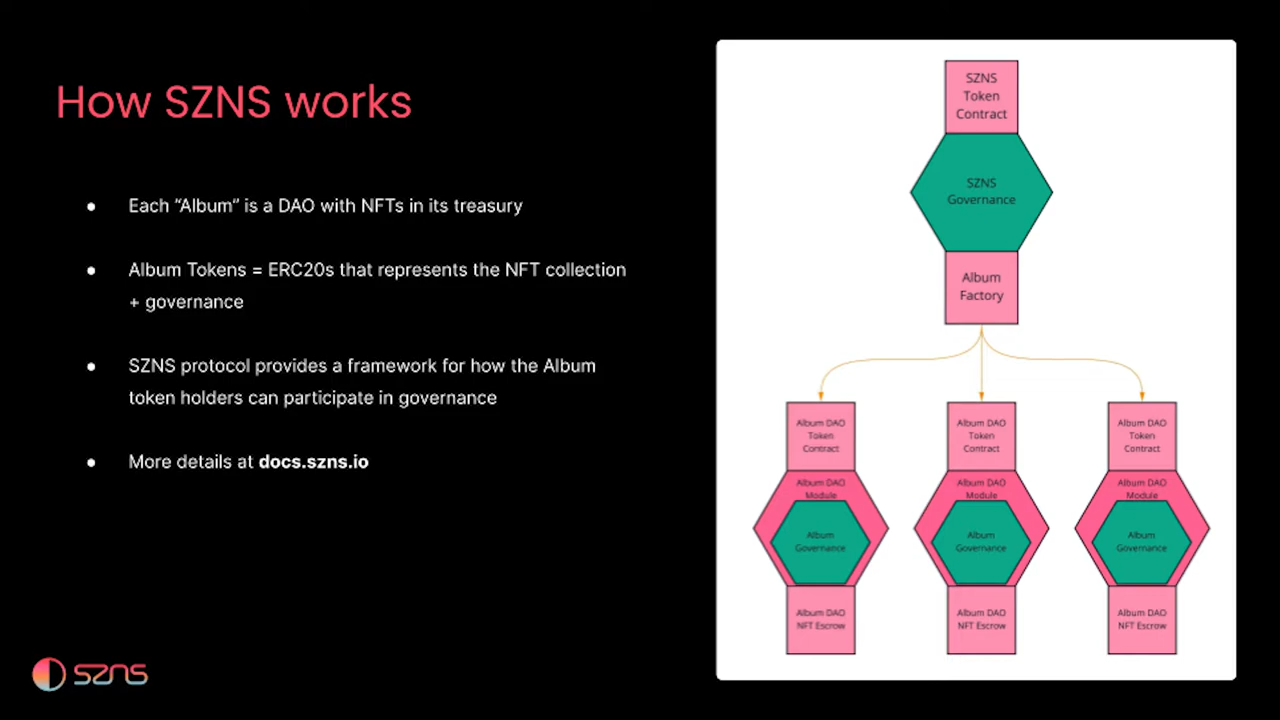 How SZNS works
● Each “Album” is a DAO with NFTs in its treasury
● Album Tokens = ERC20s that represents the NFT collection
+ governance
● SZNS protocol provides a framework for how the Album
token holders can participate in governance
● More details at docs.szns.io
SZNS
SZNS
Token
Contract
SZNS
Governance
Album
Factory
Album DAO
Token
Contract
Album DAO
Module
Album
Governance
Album DAO
NFT Escrow
Album DAO
Token
Contract
Album DAO
Module
Album
Governance
Album DAO
NFT Escrow
Album DAO
Token
Contract
Album DAO
Module
Album
Governance
Album DAO
NFT Escrow